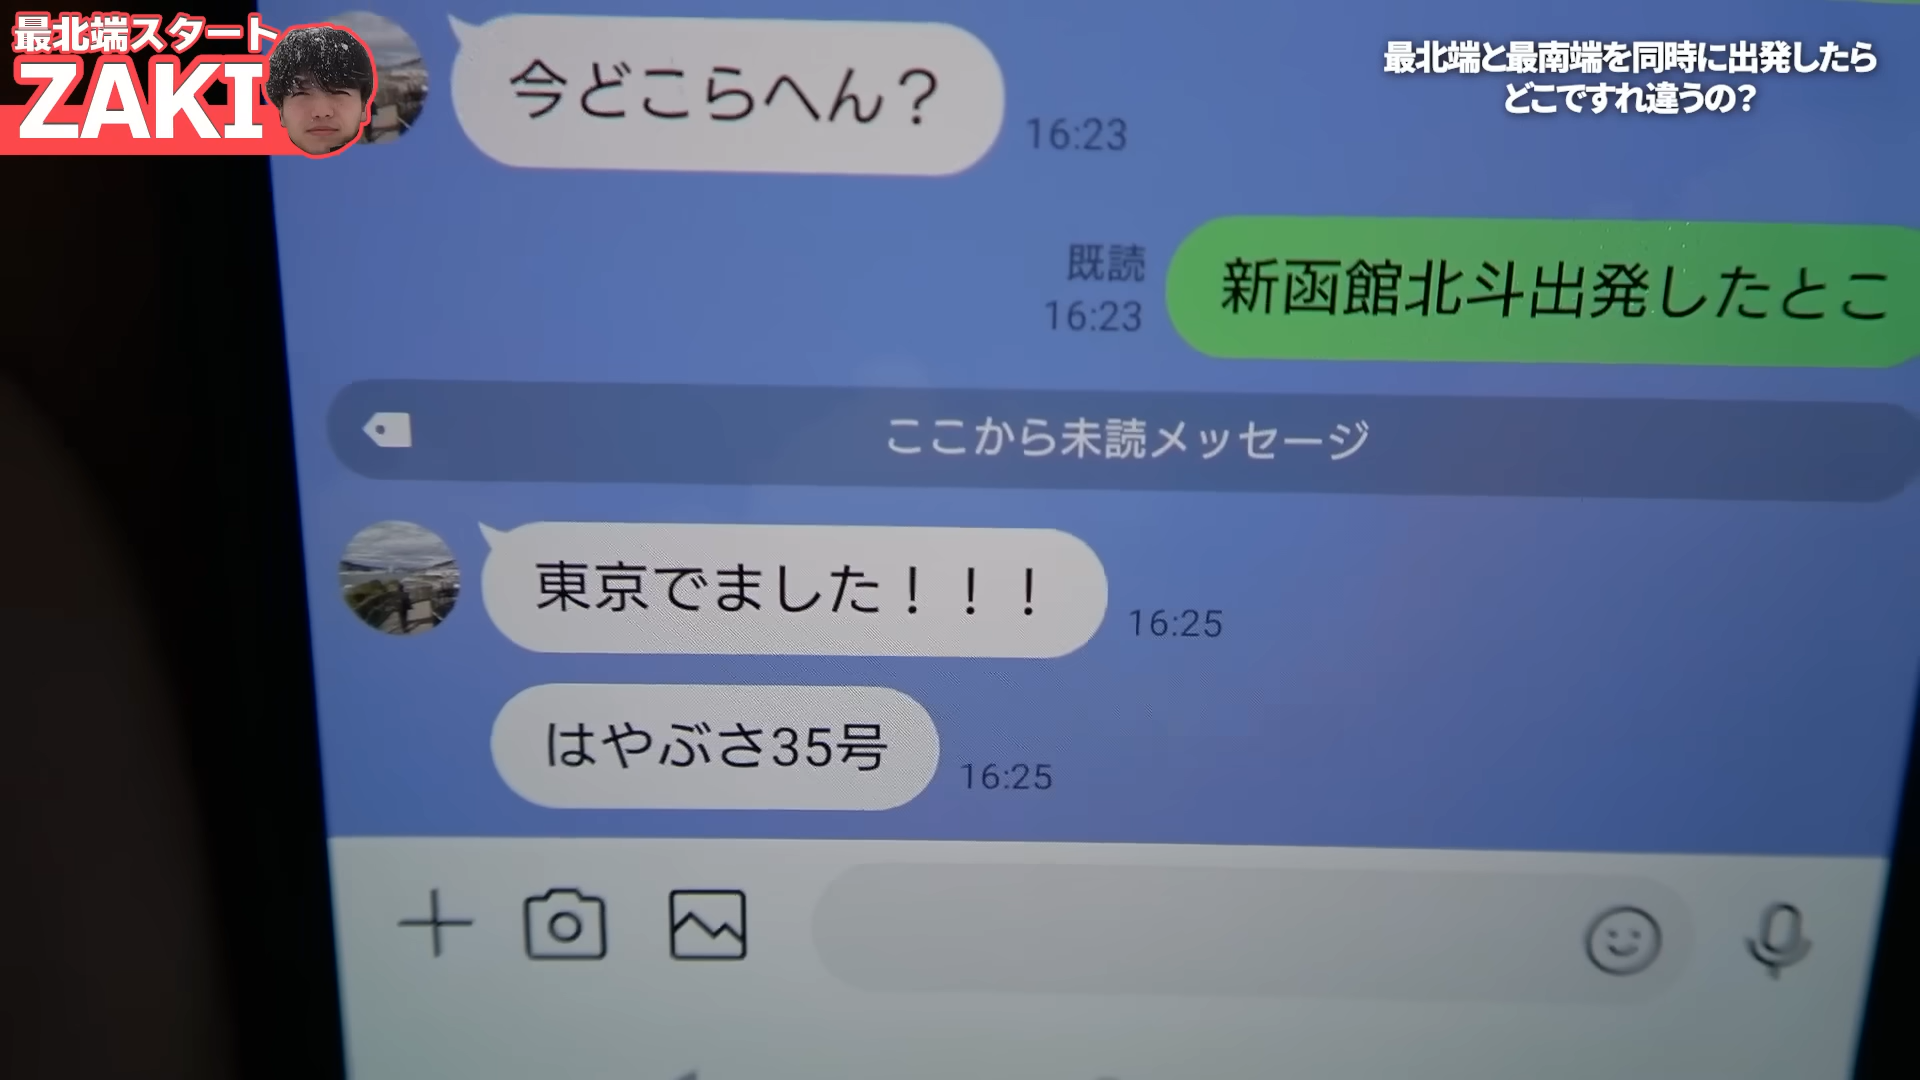 最北端スタート
ZAKI
最北端と最南端を同時に出発したら
どこですれ違うの?
今どこらへん?
16:23
既読
16:23
新函館北斗出発したとこ
ここから未読メッセージ
東京でました!!!
16:25
はやぶさ35号
16:25